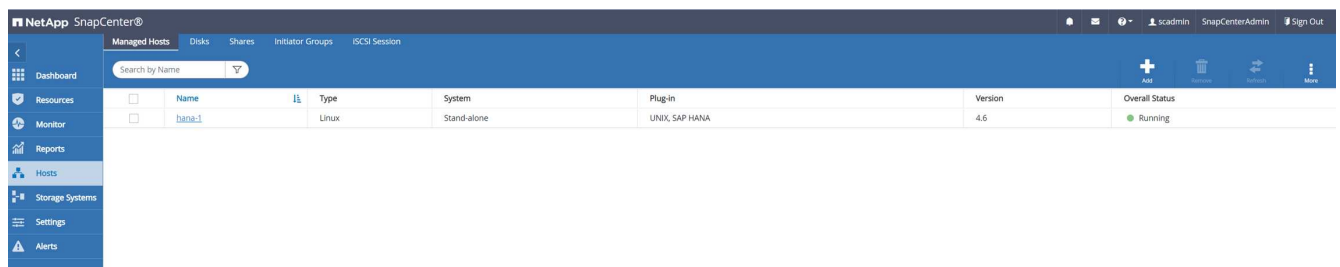 NetApp SnapCenter®
scadmin SnapCenterAdmin Sign Out
Managed Hosts Disks Shares Initiator Groups iSCSI Session
Search by Name
Dashboard
Resources
Monitor
Reports
Hosts
Storage Systems
Settings
Alerts
Add Remove Refresh More
Name Type System Plug-in Version Overall Status
hana-1 Linux Stand-alone UNIX, SAP HANA 4.6 Running